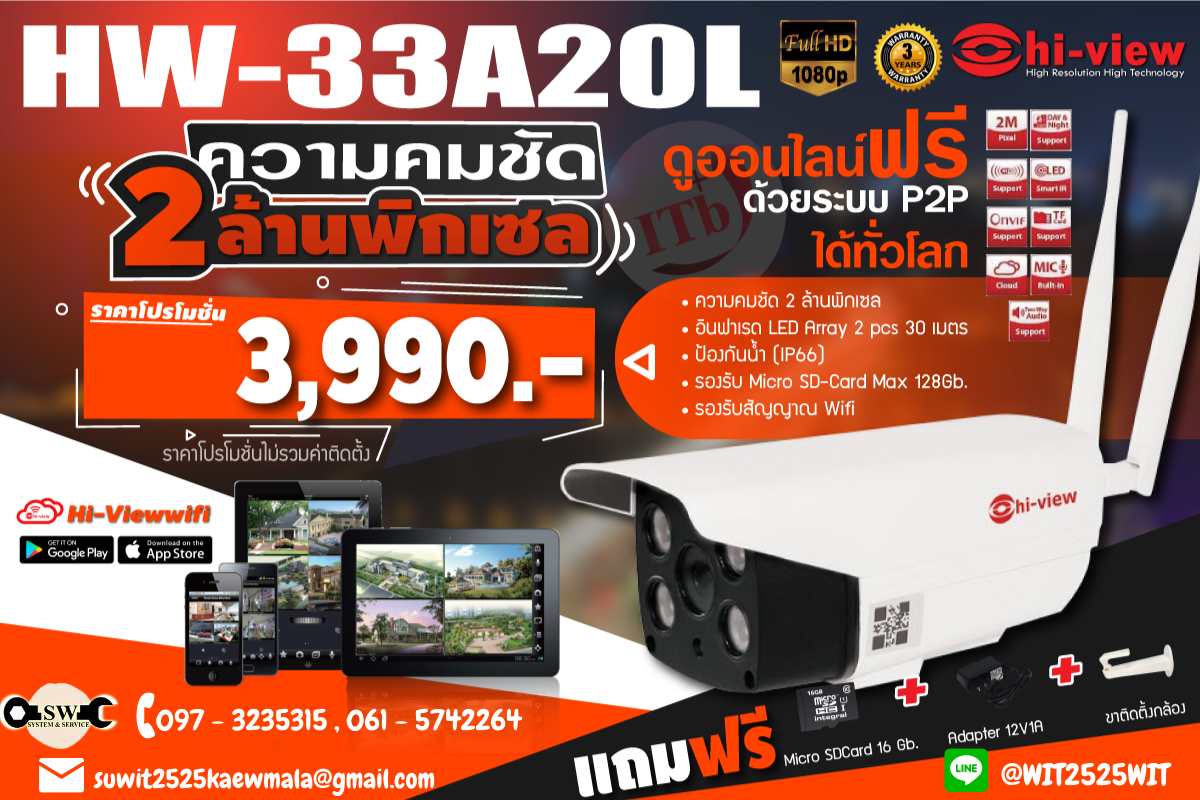 HW-33A20L
Full HD
1080p
WARRANTY
3
YEARS
WARRANTY
hi-view
High Resolution High Technology
ความคมชัด
2 ล้านพิกเซล
ITb+
ดูออนไลน์ฟรี
ด้วยระบบ P2P
ได้ทั่วโลก
2M
Pixel
DAY & Night
Support
Support
LED
Smart IR
ONVIF
Support
TF Card
Support
Cloud
MIC
Built-In
Two Way Audio
Support
ราคาโปรโมชั่น
3,990.-
ราคาโปรโมชั่นไม่รวมค่าติดตั้ง
• ความคมชัด 2 ล้านพิกเซล
• อินฟาเรด LED Array 2 pcs 30 เมตร
• ป้องกันน้ำ (IP66)
• รองรับ Micro SD-Card Max 128Gb.
• รองรับสัญญาณ Wifi
hi-view
Hi-Viewwifi
GET IT ON
Google Play
Download on the
App Store
SW
SYSTEM & SERVICE
097 - 3235315 , 061 - 5742264
suwit2525kaewmala@gmail.com
แถมฟรี
16GB
micro
integral
Micro SDCard 16 Gb.
+
Adapter 12V1A
+
ขาติดตั้งกล้อง
LINE
@WIT2525WIT